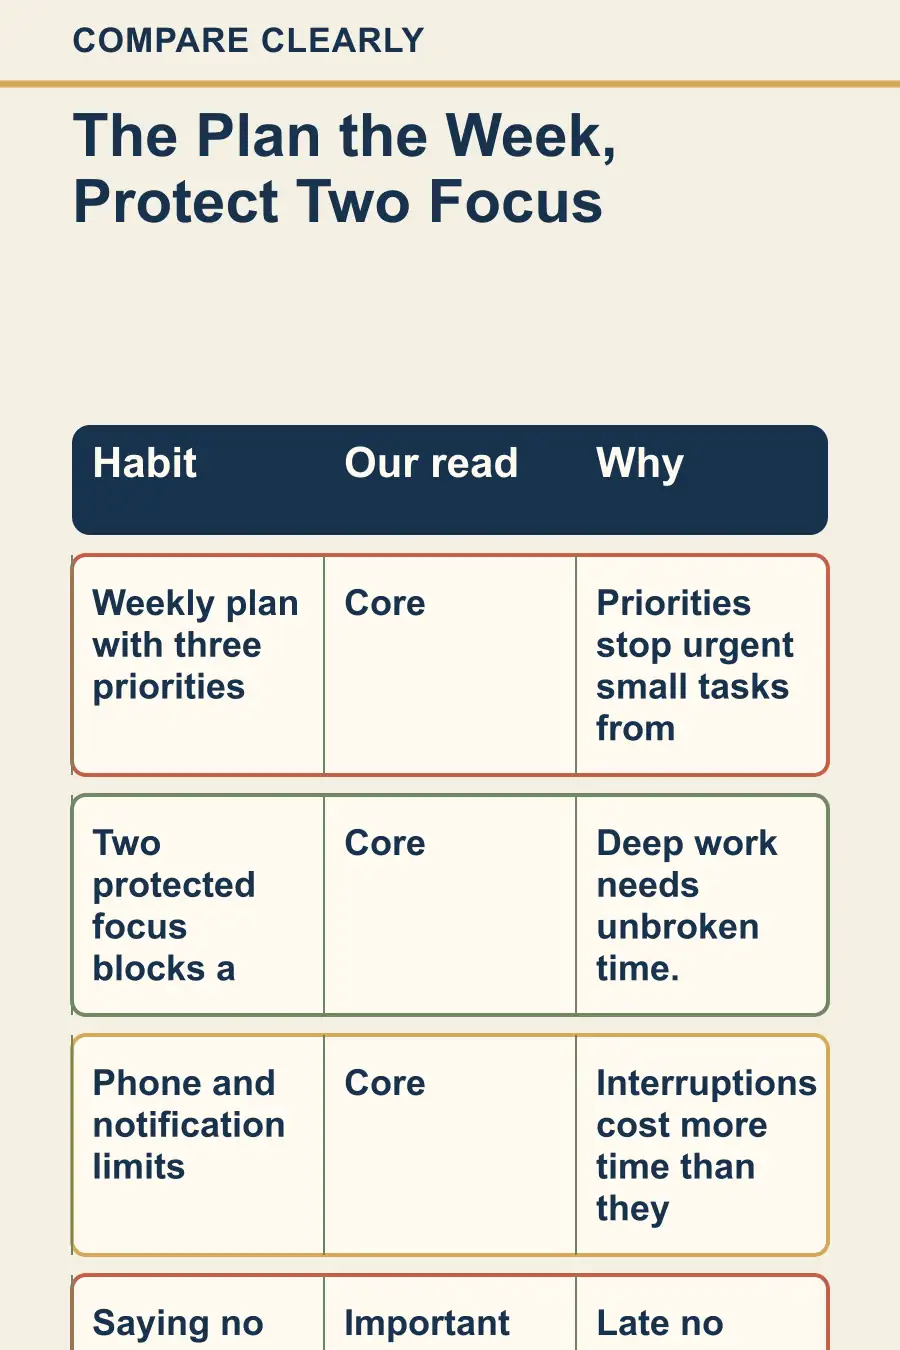 COMPARE CLEARLY
The Plan the Week,
Protect Two Focus
Habit
Our read
Why
Weekly plan
with three
priorities
Core
Priorities
stop urgent
small tasks
from
Two
protected
focus
blocks a
Core
Deep work
needs
unbroken
time.
Phone and
notification
limits
Core
Interruptions
cost more
time than
they
Saying no
Important
Late no